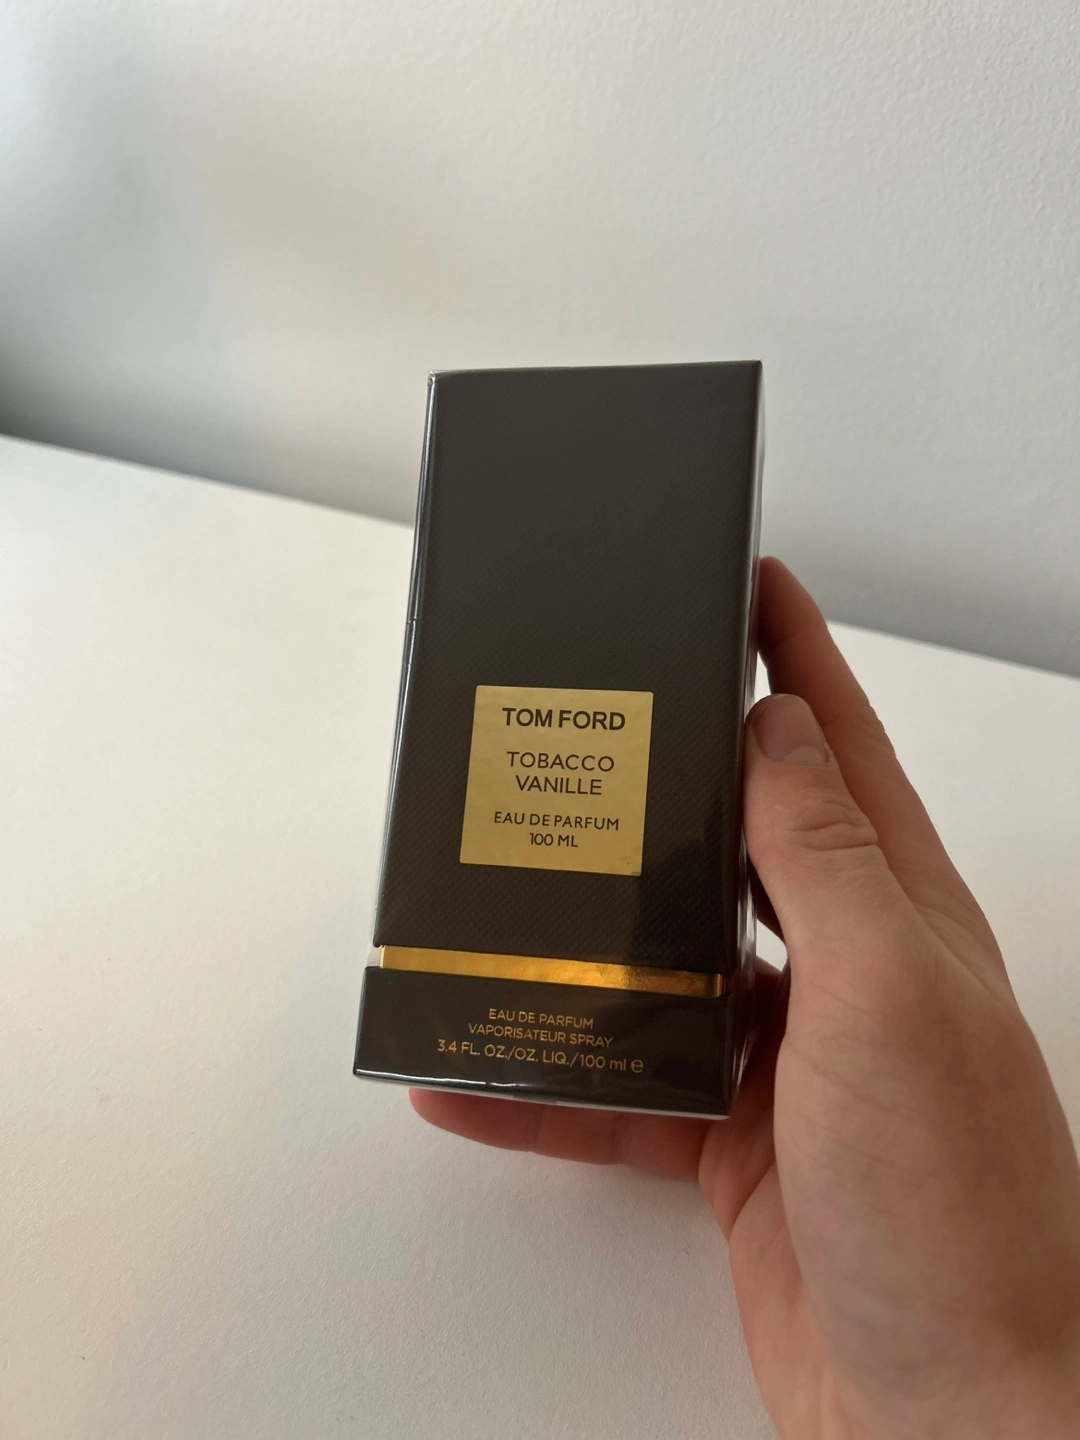 TOM FORD
TOBACCO
VANILLE
EAU DE PARFUM
100 ML
EAU DE PARFUM
VAPORISATEUR SPRAY
3.4 FL. OZ./OZ. LIQ./100 ml ℮